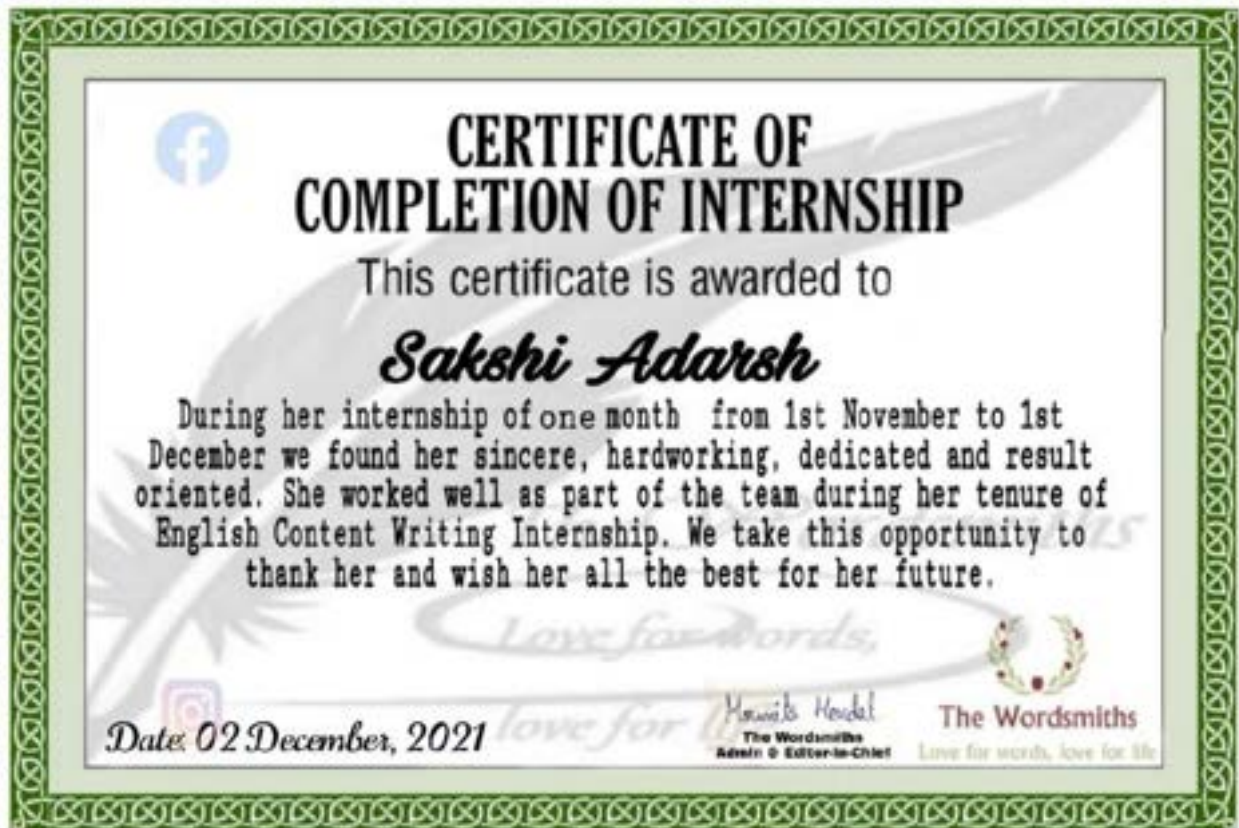 CERTIFICATE OF
COMPLETION OF INTERNSHIP
This certificate is awarded to
Sakshi Adarsh
During her internship of one month from 1st November to 1st
December we found her sincere, hardworking, dedicated and result
oriented. She worked well as part of the team during her tenure of
English Content Writing Internship. We take this opportunity to
thank her and wish her all the best for her future.
Love for words,
love for
Date: 02 December, 2021
The Wordsmiths
Admin & Editor-in-Chief
The Wordsmiths
Love for words, love for life